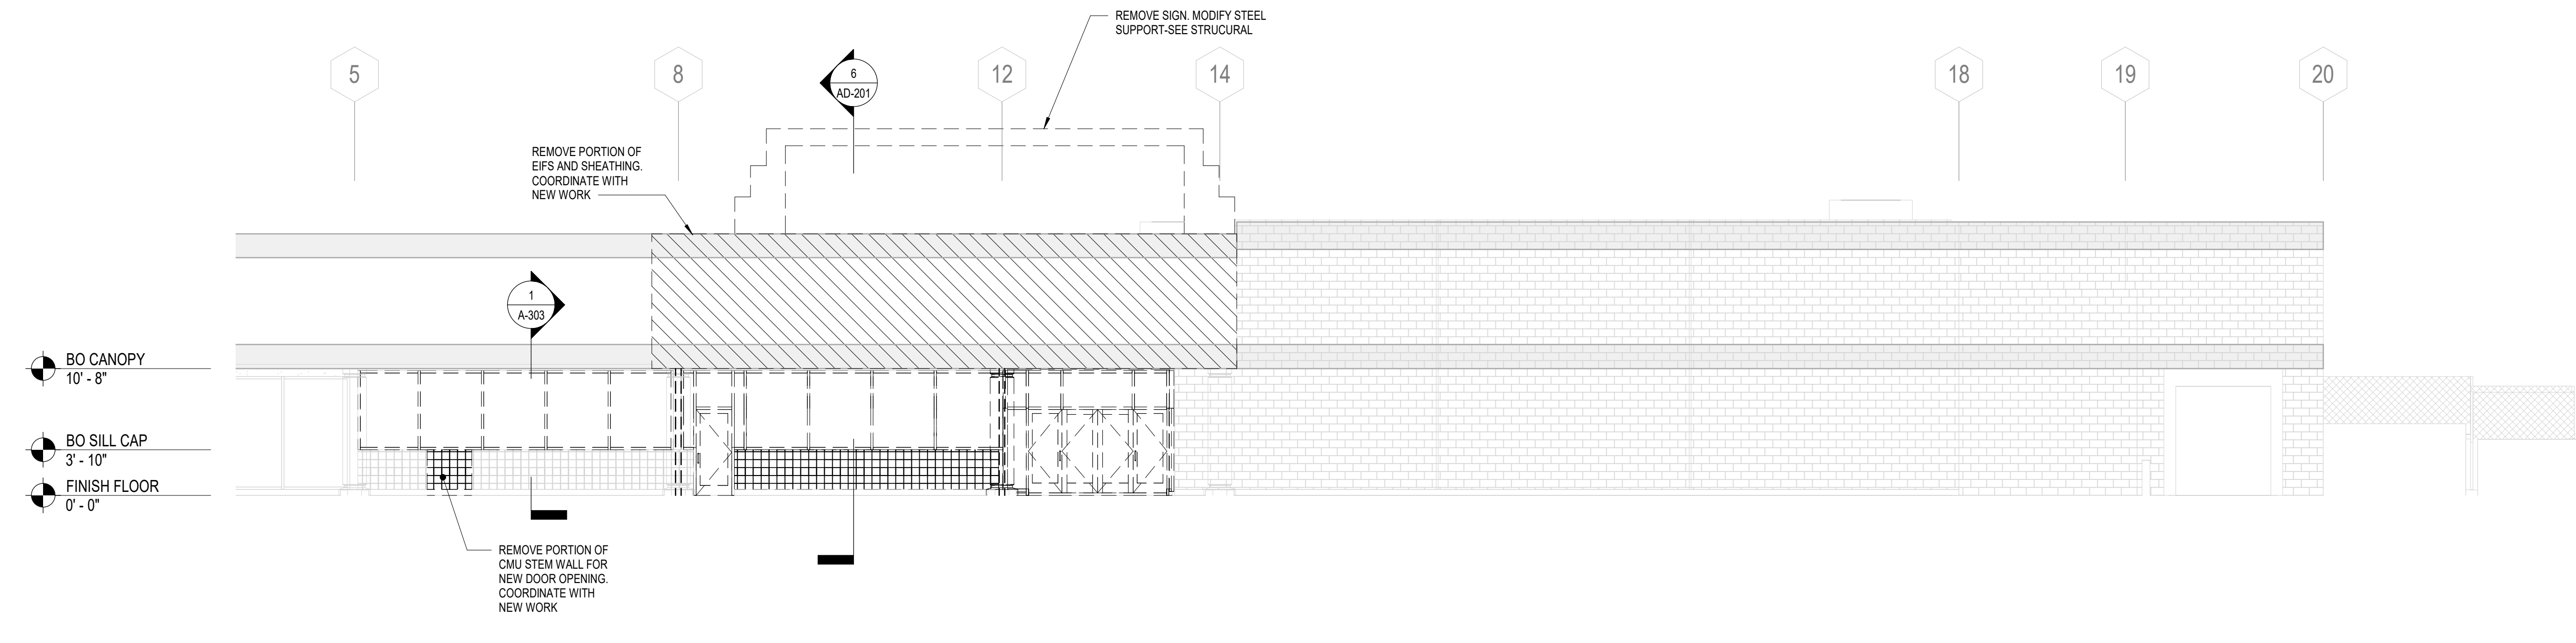 REMOVE SIGN. MODIFY STEEL
SUPPORT-SEE STRUCURAL
5
8
6
AD-201
12
14
18
19
20
REMOVE PORTION OF
EIFS AND SHEATHING.
COORDINATE WITH
NEW WORK
1
A-303
BO CANOPY
10' - 8"
BO SILL CAP
3' - 10"
FINISH FLOOR
0' - 0"
REMOVE PORTION OF
CMU STEM WALL FOR
NEW DOOR OPENING.
COORDINATE WITH
NEW WORK